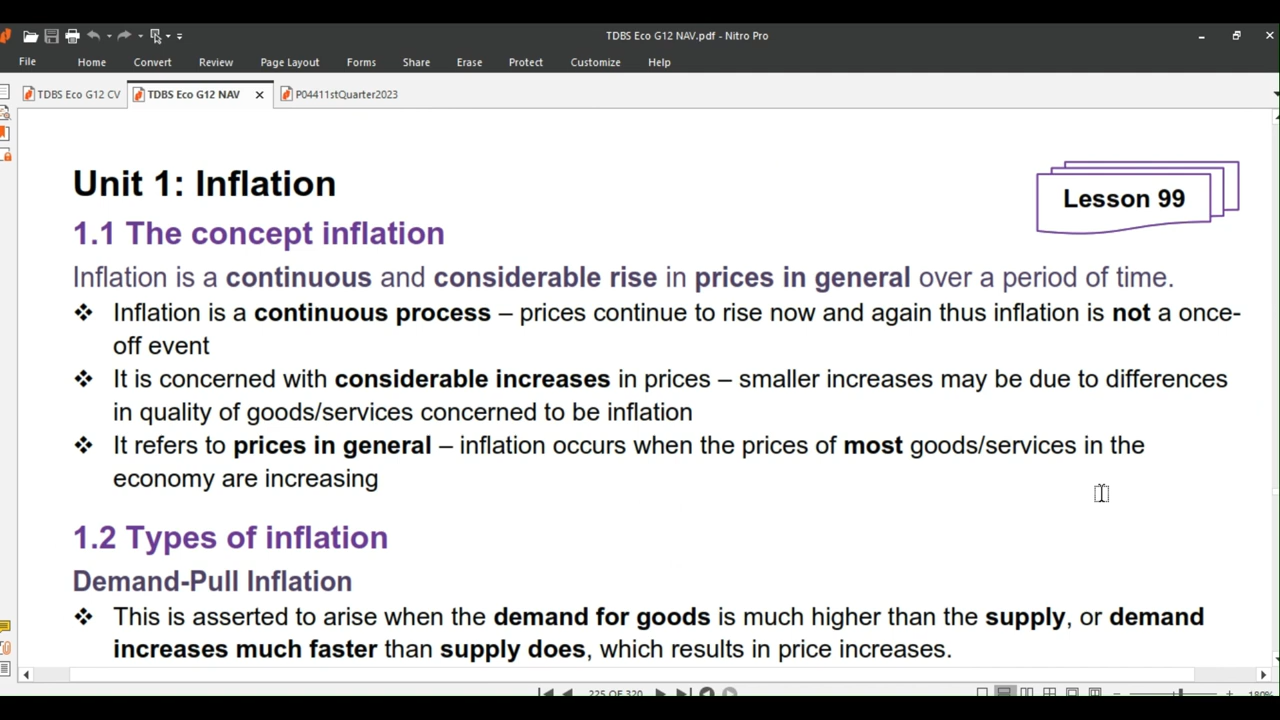 TDBS Eco G12 NAV.pdf - Nitro Pro
File Home Convert Review Page Layout Forms Share Erase Protect Customize Help
TDBS Eco G12 CV TDBS Eco G12 NAV P04411stQuarter2023
Unit 1: Inflation
Lesson 99
1.1 The concept inflation
Inflation is a continuous and considerable rise in prices in general over a period of time.
❖ Inflation is a continuous process – prices continue to rise now and again thus inflation is not a once-
off event
❖ It is concerned with considerable increases in prices – smaller increases may be due to differences
in quality of goods/services concerned to be inflation
❖ It refers to prices in general – inflation occurs when the prices of most goods/services in the
economy are increasing
1.2 Types of inflation
Demand-Pull Inflation
❖ This is asserted to arise when the demand for goods is much higher than the supply, or demand
increases much faster than supply does, which results in price increases.
225 OF 320
180%